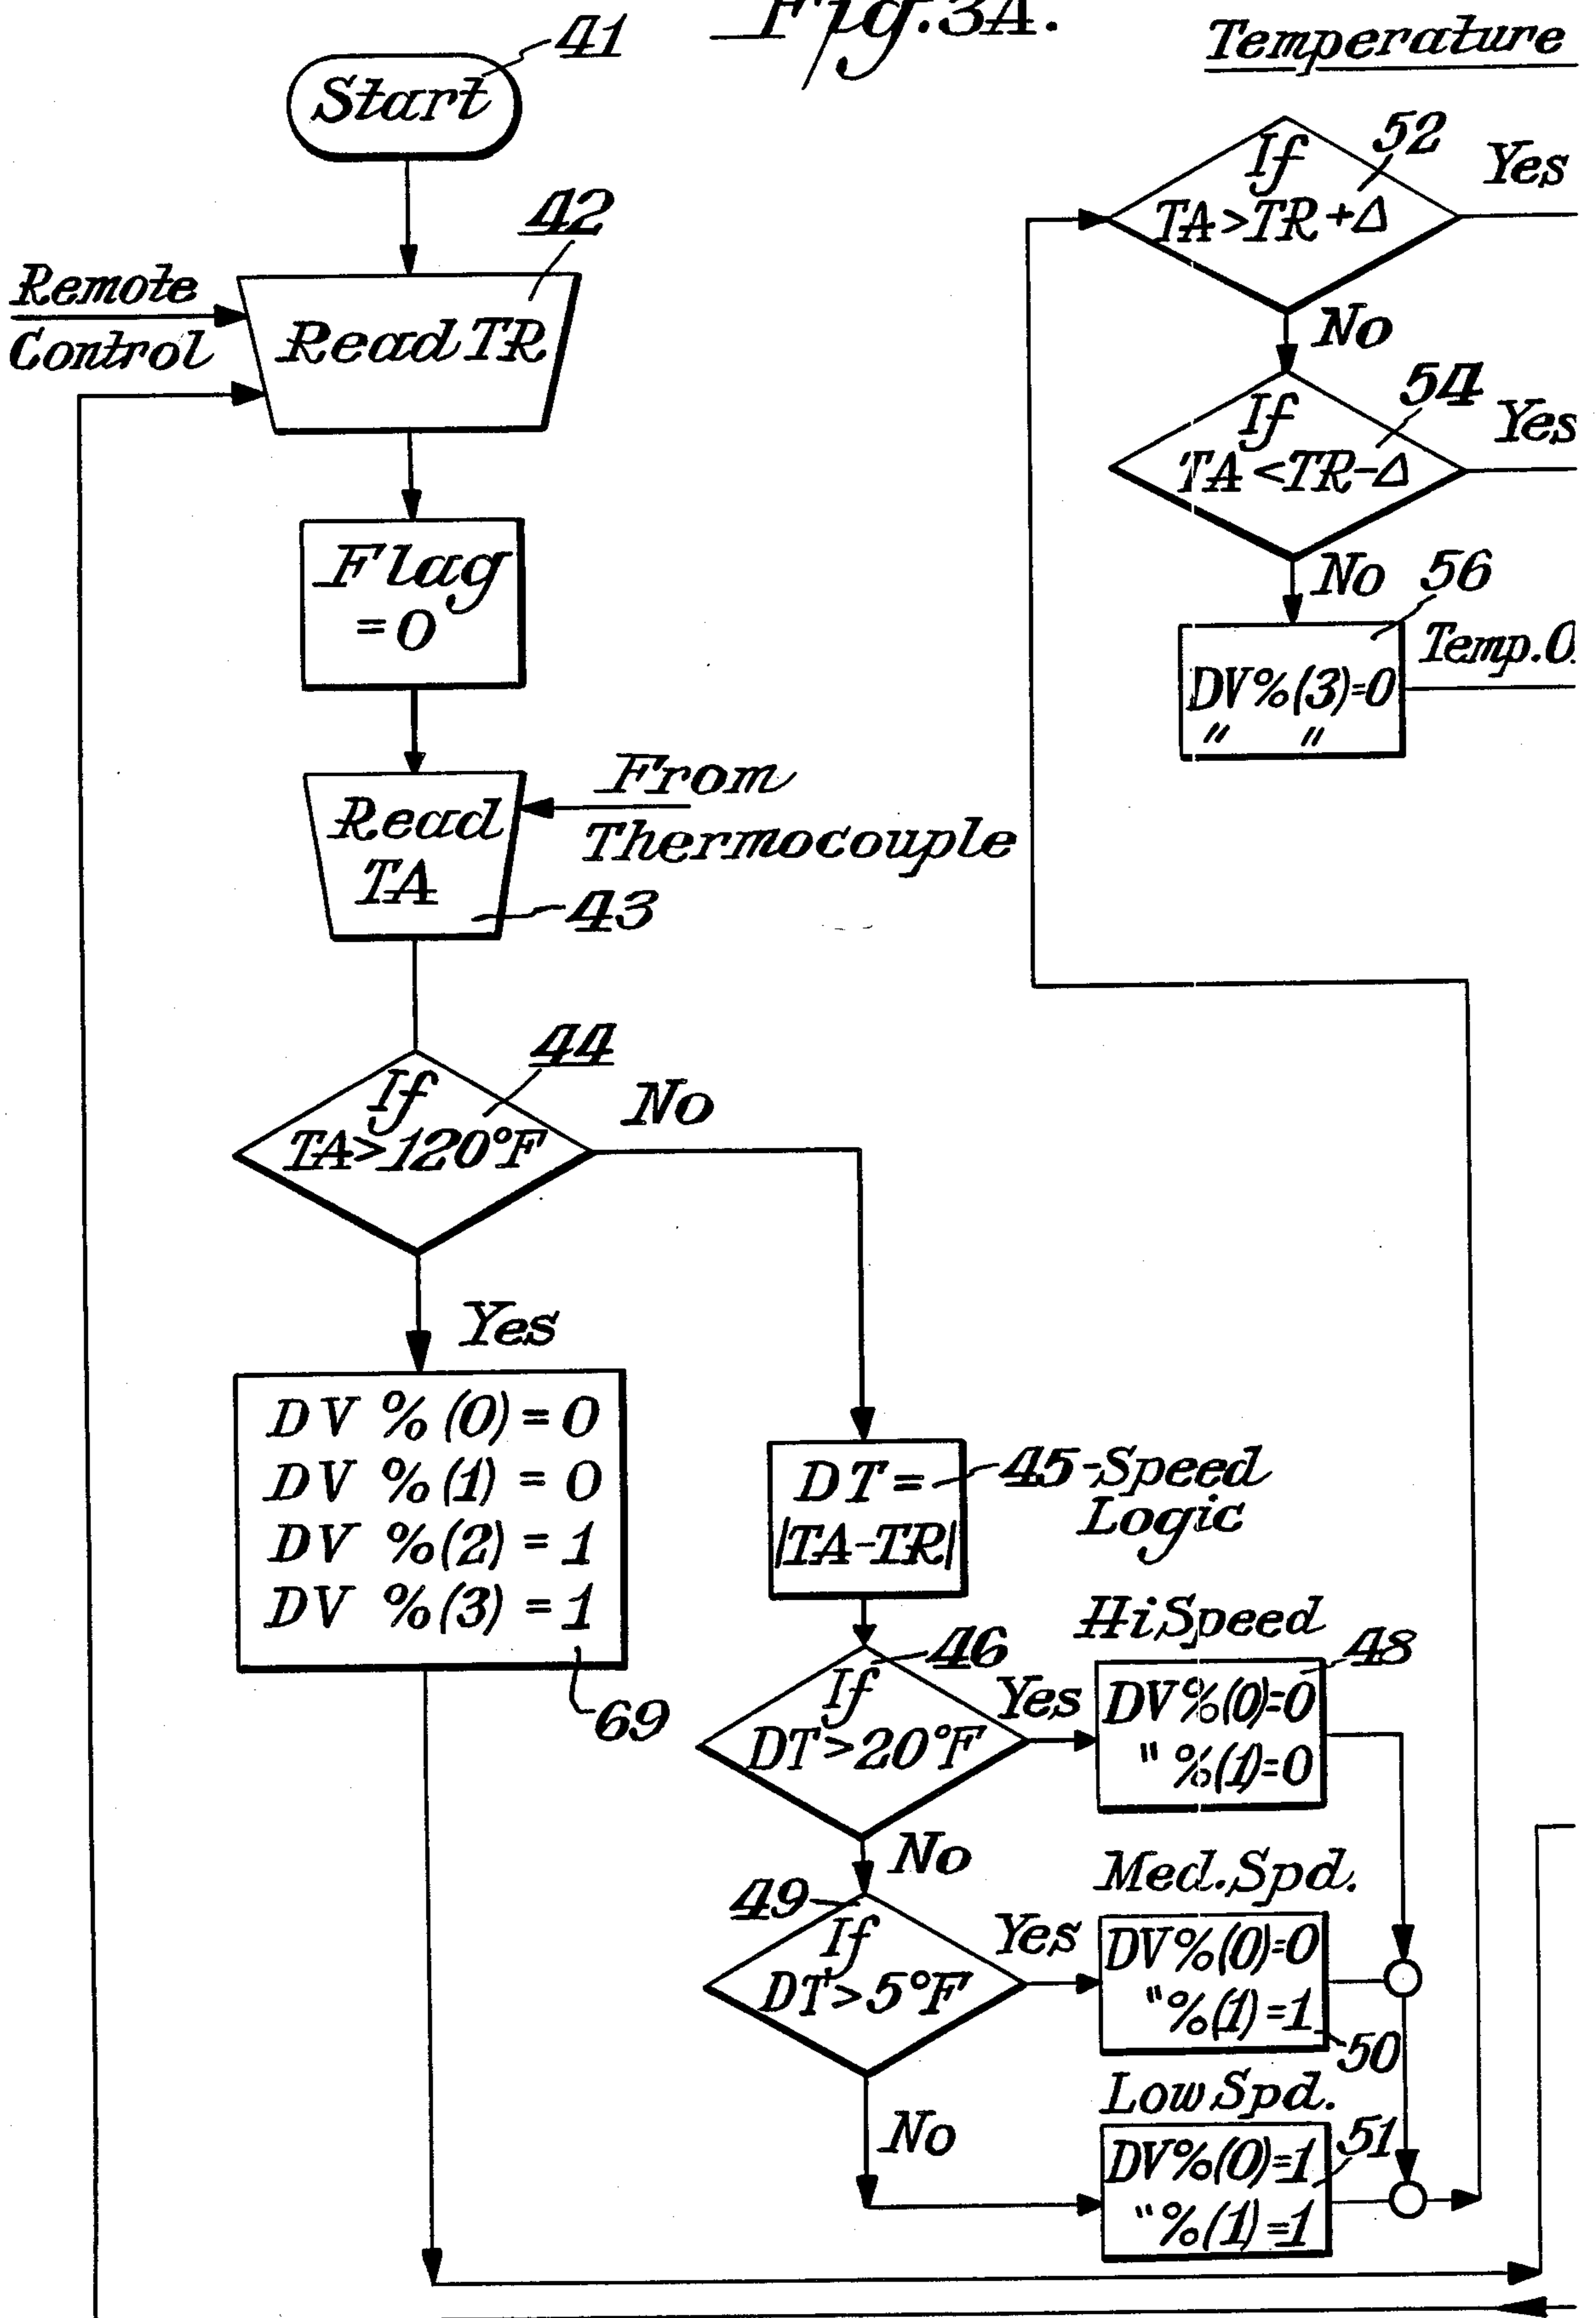 Fig. 3A.
Temperature
Start
41
Remote
Control
42
Read TR
Flag
= 0
From
Thermocouple
Read
TA
43
44
If
TA > 120°F
No
Yes
DV %(0) = 0
DV %(1) = 0
DV %(2) = 1
DV %(3) = 1
69
DT =
|TA-TR|
45-Speed
Logic
46
If
DT > 20°F
Yes
No
Hi Speed
48
DV %(0)=0
" %(1)=0
49
If
DT > 5°F
Yes
No
Med. Spd.
DV %(0)=0
" %(1)=1
50
Low Spd.
51
DV %(0)=1
" %(1)=1
52
If
TA > TR + Δ
Yes
No
54
If
TA < TR - Δ
Yes
No
56
DV %(3)=0
" "
Temp.